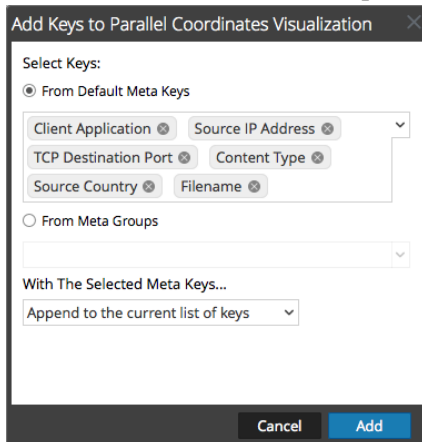 Add Keys to Parallel Coordinates Visualization
Select Keys:
From Default Meta Keys
Client Application Source IP Address
TCP Destination Port Content Type
Source Country Filename
From Meta Groups
With The Selected Meta Keys...
Append to the current list of keys
Cancel Add